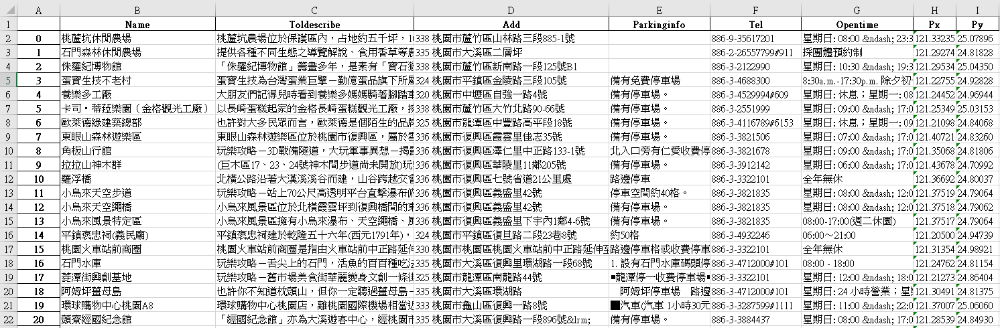 A B C D E F G H I
1 Name Toldescribe Add Parkinginfo Tel Opentime Px Py
2 0 桃蘆坑休閒農場 桃蘆坑農場位於保護區內，占地約五千坪，1 338 桃園市蘆竹區山林路三段885-1號 886-9-35617201 星期日: 08:00 &ndash; 23:3 121.33235 25.07896
3 1 石門森林休閒農場 提供各種不同生態之導覽解說、食用香草等 335 桃園市大溪區二層坪 886-2-26557799#911 採團體預約制 121.29274 24.81828
4 2 侏羅紀博物館 「侏羅紀博物館」籌畫多年，是素有「寶石 338 桃園市蘆竹區新南路一段125號B1 886-3-2122990 星期日: 10:30 &ndash; 19:3 121.29534 25.04350
5 3 蛋寶生技不老村 蛋寶生技為台灣蛋業巨擘－勤億蛋品旗下所 324 桃園市平鎮區金陵路三段105號 備有免費停車場 886-3-4688300 8:30a.m.-17:30p.m. 除夕初 121.22755 24.92828
6 4 養樂多工廠 大朋友們記得兒時看到養樂多媽媽騎著腳踏車 320 桃園市中壢區自強一路4號 備有停車場。 886-3-4529994#609 星期日: 休息；星期一: 08 121.24452 24.96944
7 5 卡司·蒂菈樂園（金格觀光工廠） 以長崎蛋糕起家的金格長崎蛋糕觀光工廠， 338 桃園市蘆竹區大竹北路90-66號 備有停車場。 886-3-2551999 星期日: 09:00 &ndash; 17:0 121.25349 25.03153
8 6 歐萊德綠建築總部 也許對大多民眾而言，歐萊德是個陌生的品牌 325 桃園市龍潭區中豐路高平段18號 備有停車場。 886-3-4116789#6153 星期日: 休息；星期一: 09 121.21098 24.84068
9 7 東眼山森林遊樂區 東眼山森林遊樂區位於桃園市復興區，屬於雲 336 桃園市復興區霞雲里佳志35號 備有停車場。 886-3-3821506 星期日: 07:00 &ndash; 17:0 121.40721 24.83260
10 8 角板山行館 玩樂攻略－3D戰備隧道，大玩軍事異想－揭 336 桃園市復興區澤仁里中正路133-1號 北入口旁有仁愛收費停 886-3-3821678 星期日: 09:00 &ndash; 17:0 121.35068 24.81806
11 9 拉拉山神木群 (巨木區17、23、24號神木間步道尚未開放)玩 336 桃園市復興區華陵里11鄰205號 備有停車場。 886-3-3912142 星期日: 06:00 &ndash; 17:0 121.43678 24.70992
12 10 羅浮橋 北橫公路沿著大漢溪溪谷而建，山谷跨越交 336 桃園市復興區七號省道21公里處 路邊停車 886-3-3322101 全年無休 121.36692 24.80037
13 11 小烏來天空步道 玩樂攻略－站上70公尺高透明平台直擊瀑布 336 桃園市復興區義盛里42號 停車空間約40格。 886-3-3821835 星期日: 08:00 &ndash; 12:0 121.37519 24.79064
14 12 小烏來天空繩橋 小烏來風景區位於北橫霞雲坪到復興橋間的東 336 桃園市復興區義盛里42號 備有停車場。 886-3-3821835 星期日: 08:00 &ndash; 12:0 121.37518 24.79062
15 13 小烏來風景特定區 小烏來風景區擁有小烏來瀑布、天空繩橋、風 336 桃園市復興區義盛里下宇內1鄰4-6號 備有停車場。 886-3-3821835 08:00-17:00(週二休園) 121.37517 24.79064
16 14 平鎮褒忠祠(義民廟) 平鎮褒忠祠建於乾隆五十六年(西元1791年)， 324 桃園市平鎮區復旦路二段23巷8號 約50格 886-3-4932246 06:00～21:00 121.20500 24.94739
17 15 桃園火車站前商圈 桃園火車站前商圈是指由火車站前中正路延伸 330 桃園市桃園區桃園火車站前中正路延伸至 路邊停車格或收費停車 886-3-3322101 全年無休 121.31354 24.98921
18 16 石門水庫 玩樂攻略－舌尖上的石門，活魚的百百種吃法 335 桃園市大溪區復興里環湖路一段68號 1. 設有石門水庫碼頭停 886-3-4712000#101 08:00 - 18:00 121.24762 24.81154
19 17 菱潭街興創基地 玩樂攻略－舊市場美食街華麗變身文創一條街 325 桃園市龍潭區南龍路44號 ▪龍潭停一收費停車場▪ 886-3-3322101 星期日: 12:00 &ndash; 18:0 121.21273 24.86404
20 18 阿姆坪薑母島 也許你不知道枕頭山，但你一定聽過薑母島－ 335 桃園市大溪區環湖路 阿姆坪停車場 路邊 886-3-4712000#101 星期日: 24 小時營業；星期 121.30491 24.81375
21 19 環球購物中心桃園A8 環球購物中心桃園店，離桃園國際機場相當近 333 桃園市龜山區復興一路8號 ■汽車(汽車 1小時30元 886-3-3287599#1111 星期日: 11:00 &ndash; 22:0 121.37007 25.06060
22 20 頭寮經國紀念館 「經國紀念館」亦為大溪遊客中心，經桃園市 335 桃園市大溪區復興路一段896號&lrm; 備有停車場。 886-3-3884437 星期日: 08:00 &ndash; 17:0 121.28539 24.84930